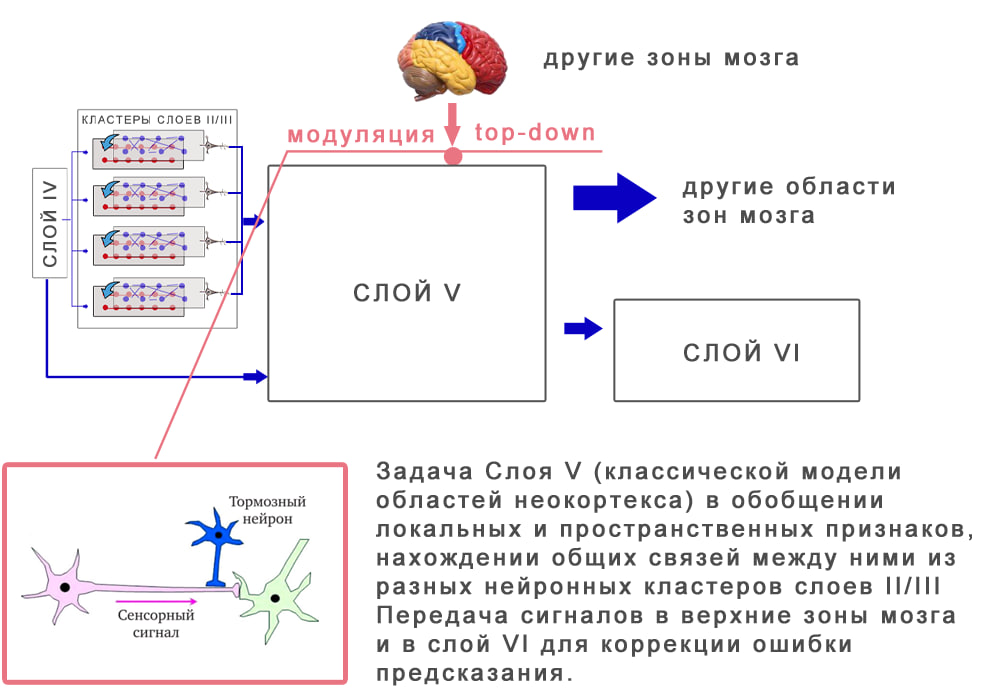 другие зоны мозга
КЛАСТЕРЫ СЛОЕВ II/III
модуляция top-down
СЛОЙ IV
другие области
зон мозга
СЛОЙ V
СЛОЙ VI
Тормозный
нейрон
Сенсорный
сигнал
Задача Слоя V (классической модели
областей неокортекса) в обобщении
локальных и пространственных признаков,
нахождении общих связей между ними из
разных нейронных кластеров слоев II/III
Передача сигналов в верхние зоны мозга
и в слой VI для коррекции ошибки
предсказания.